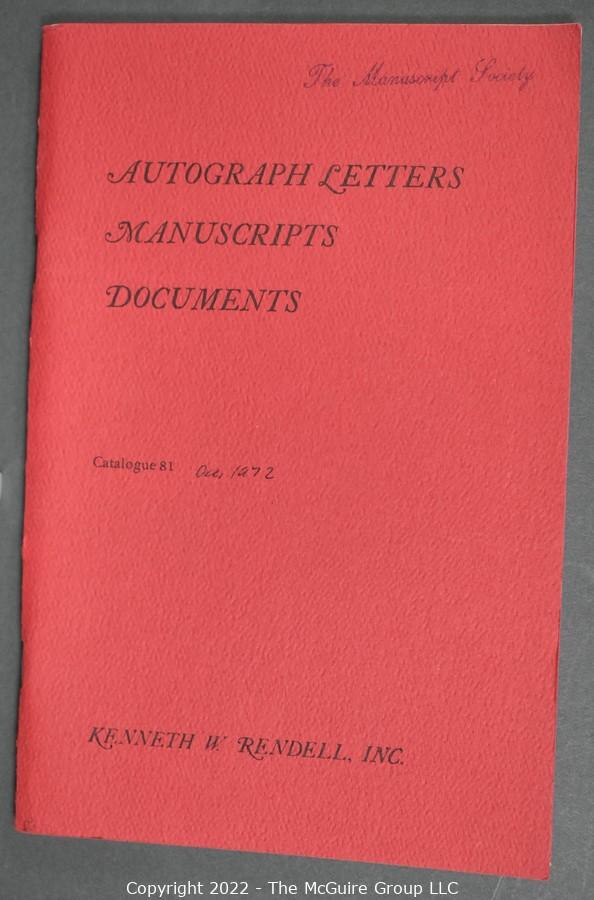 The Manuscript Society
AUTOGRAPH LETTERS
MANUSCRIPTS
DOCUMENTS
Catalogue 81 Oct, 1972
KENNETH W. RENDELL, INC.
Copyright 2022 - The McGuire Group LLC